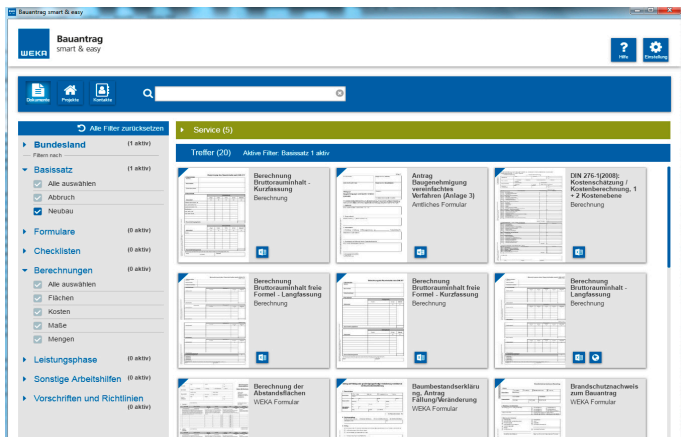 Bauantrag smart & easy
WEKA
Bauantrag
smart & easy
?
Hilfe
Einstellung
Dokumente
Projekte
Kontakte
Alle Filter zurücksetzen
Bundesland (1 aktiv)
Filtern nach
Basissatz (1 aktiv)
Alle auswählen
Abbruch
Neubau
Formulare (0 aktiv)
Checklisten (0 aktiv)
Berechnungen (0 aktiv)
Alle auswählen
Flächen
Kosten
Maße
Mengen
Leistungsphase (0 aktiv)
Sonstige Arbeitshilfen (0 aktiv)
Vorschriften und Richtlinien
(0 aktiv)
Service (5)
Treffer (20) Aktive Filter: Basissatz 1 aktiv
Berechnung
Bruttorauminhalt -
Kurzfassung
Berechnung
Antrag
Baugenehmigung
vereinfachtes
Verfahren (Anlage 3)
Amtliches Formular
DIN 276-1(2008):
Kostenschätzung /
Kostenberechnung, 1
+ 2 Kostenebene
Berechnung
Berechnung
Bruttorauminhalt freie
Formel - Langfassung
Berechnung
Berechnung
Bruttorauminhalt freie
Formel - Kurzfassung
Berechnung
Berechnung
Bruttorauminhalt -
Langfassung
Berechnung
Berechnung der
Abstandsflächen
WEKA Formular
Baumbestandserkläru
ng, Antrag
Fällung/Veränderung
WEKA Formular
Brandschutznachweis
zum Bauantrag
WEKA Formular